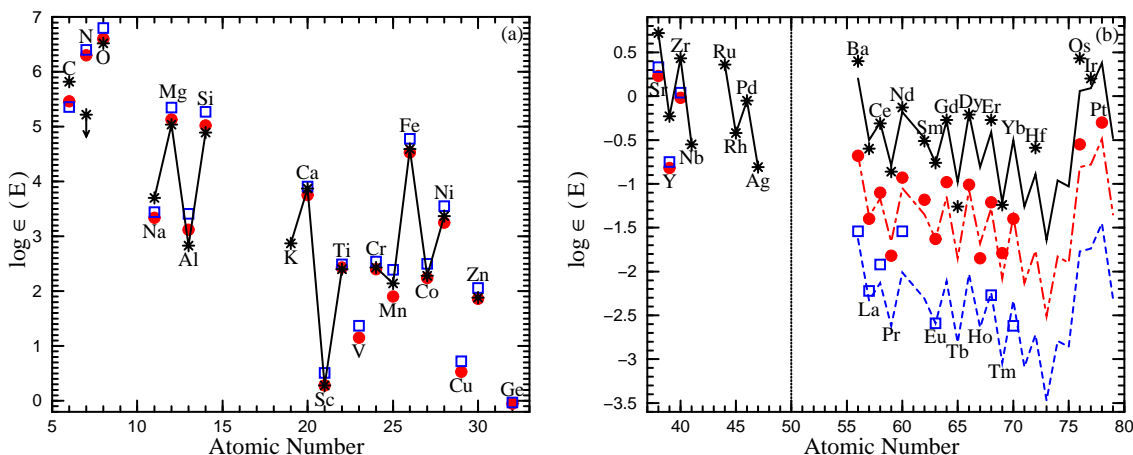 (a)
7
6
5
4
3
2
1
0
log ϵ (E)
C
N
O
Mg
Si
Na
Al
Ca
K
Sc
Ti
V
Cr
Mn
Fe
Co
Ni
Cu
Zn
Ge
5 10 15 20 25 30
Atomic Number
(b)
0.5
0
−0.5
−1
−1.5
−2
−2.5
−3
−3.5
log ϵ (E)
Sr
Zr
Y
Nb
Ru
Pd
Rh
Ag
Ba
Ce
Nd
Sm
Gd
Dy
Er
Yb
Hf
Os
Ir
Pt
La
Pr
Eu
Tb
Ho
Tm
40 45 50 55 60 65 70 75 80
Atomic Number